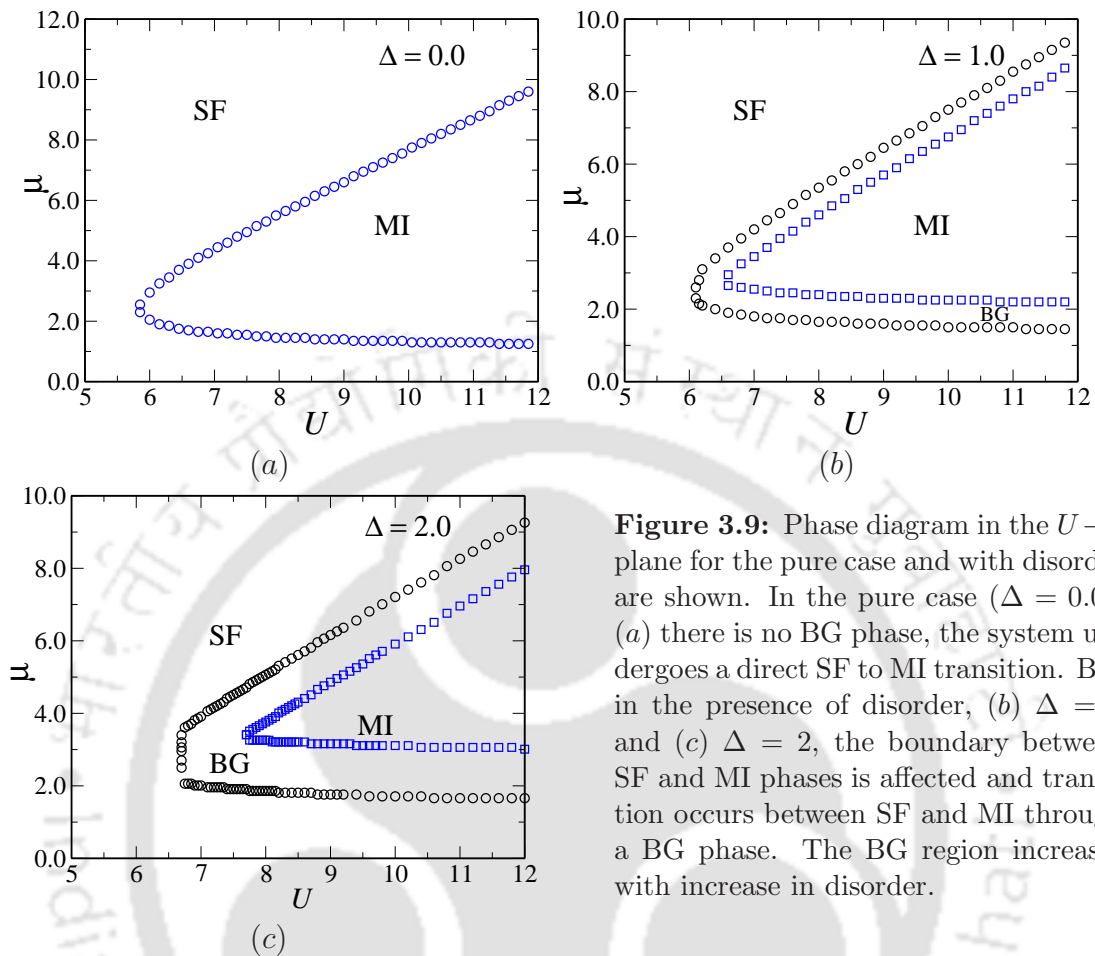 12.0
10.0
8.0
6.0
4.0
2.0
0.0
μ
Δ = 0.0
SF
MI
5 6 7 8 9 10 11 12
U
(a)
10.0
8.0
6.0
4.0
2.0
0.0
μ
Δ = 1.0
SF
MI
BG
5 6 7 8 9 10 11 12
U
(b)
10.0
8.0
6.0
4.0
2.0
0.0
μ
Δ = 2.0
SF
MI
BG
5 6 7 8 9 10 11 12
U
(c)
Figure 3.9: Phase diagram in the U −
plane for the pure case and with disord
are shown. In the pure case (Δ = 0.0
(a) there is no BG phase, the system u
dergoes a direct SF to MI transition. B
in the presence of disorder, (b) Δ =
and (c) Δ = 2, the boundary betwe
SF and MI phases is affected and tran
tion occurs between SF and MI throug
a BG phase. The BG region increas
with increase in disorder.
hati